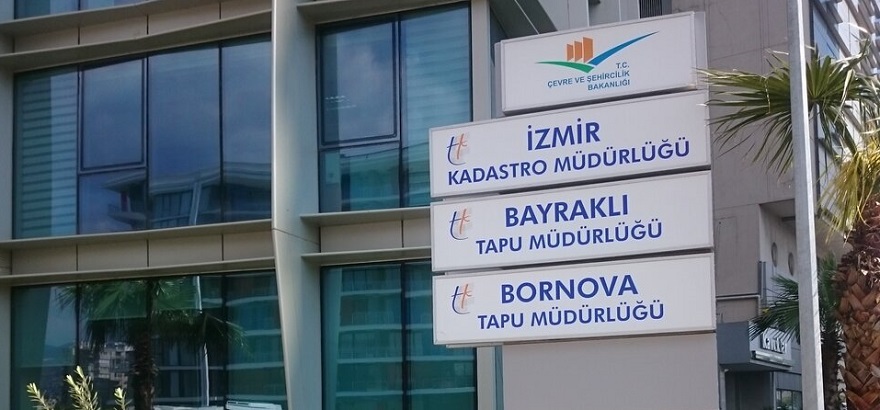 T.C.
ÇEVRE VE ŞEHİRCİLİK
BAKANLIĞI
İZMİR
KADASTRO MÜDÜRLÜĞÜ
BAYRAKLI
TAPU MÜDÜRLÜĞÜ
BORNOVA
TAPU MÜDÜRLÜĞÜ